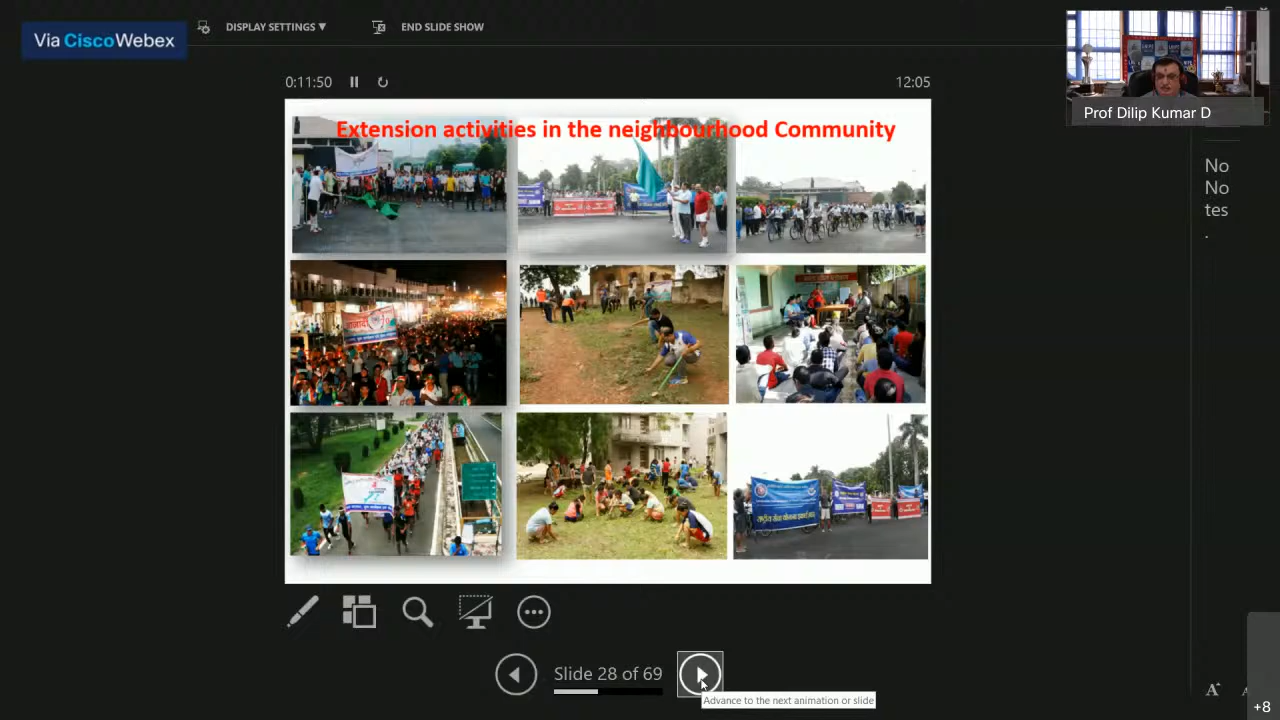 Via CiscoWebex
DISPLAY SETTINGS ▼
END SLIDE SHOW
0:11:50
12:05
Prof Dilip Kumar D
Extension activities in the neighbourhood Community
No
No
tes
.
राष्ट्रीय सेवा योजना
Slide 28 of 69
Advance to the next animation or slide
+8